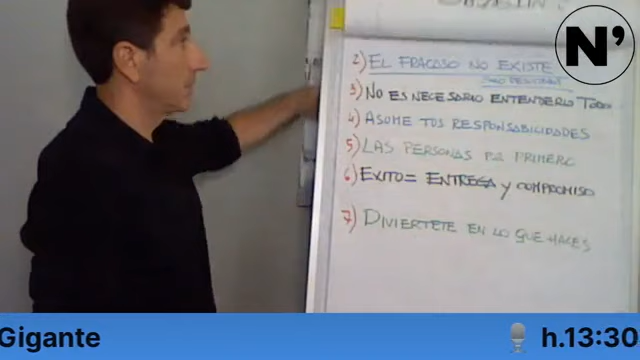 N'
2) EL FRACASO NO EXISTE
3) NO ES NECESARIO ENTENDERLO TODO
4) ASUME TUS RESPONSABILIDADES
5) LAS PERSONAS PA PRIMERO
6) EXITO = ENTREGA y COMPROMISO
7) DIVIERTETE EN LO QUE HACES
Gigante
h.13:30